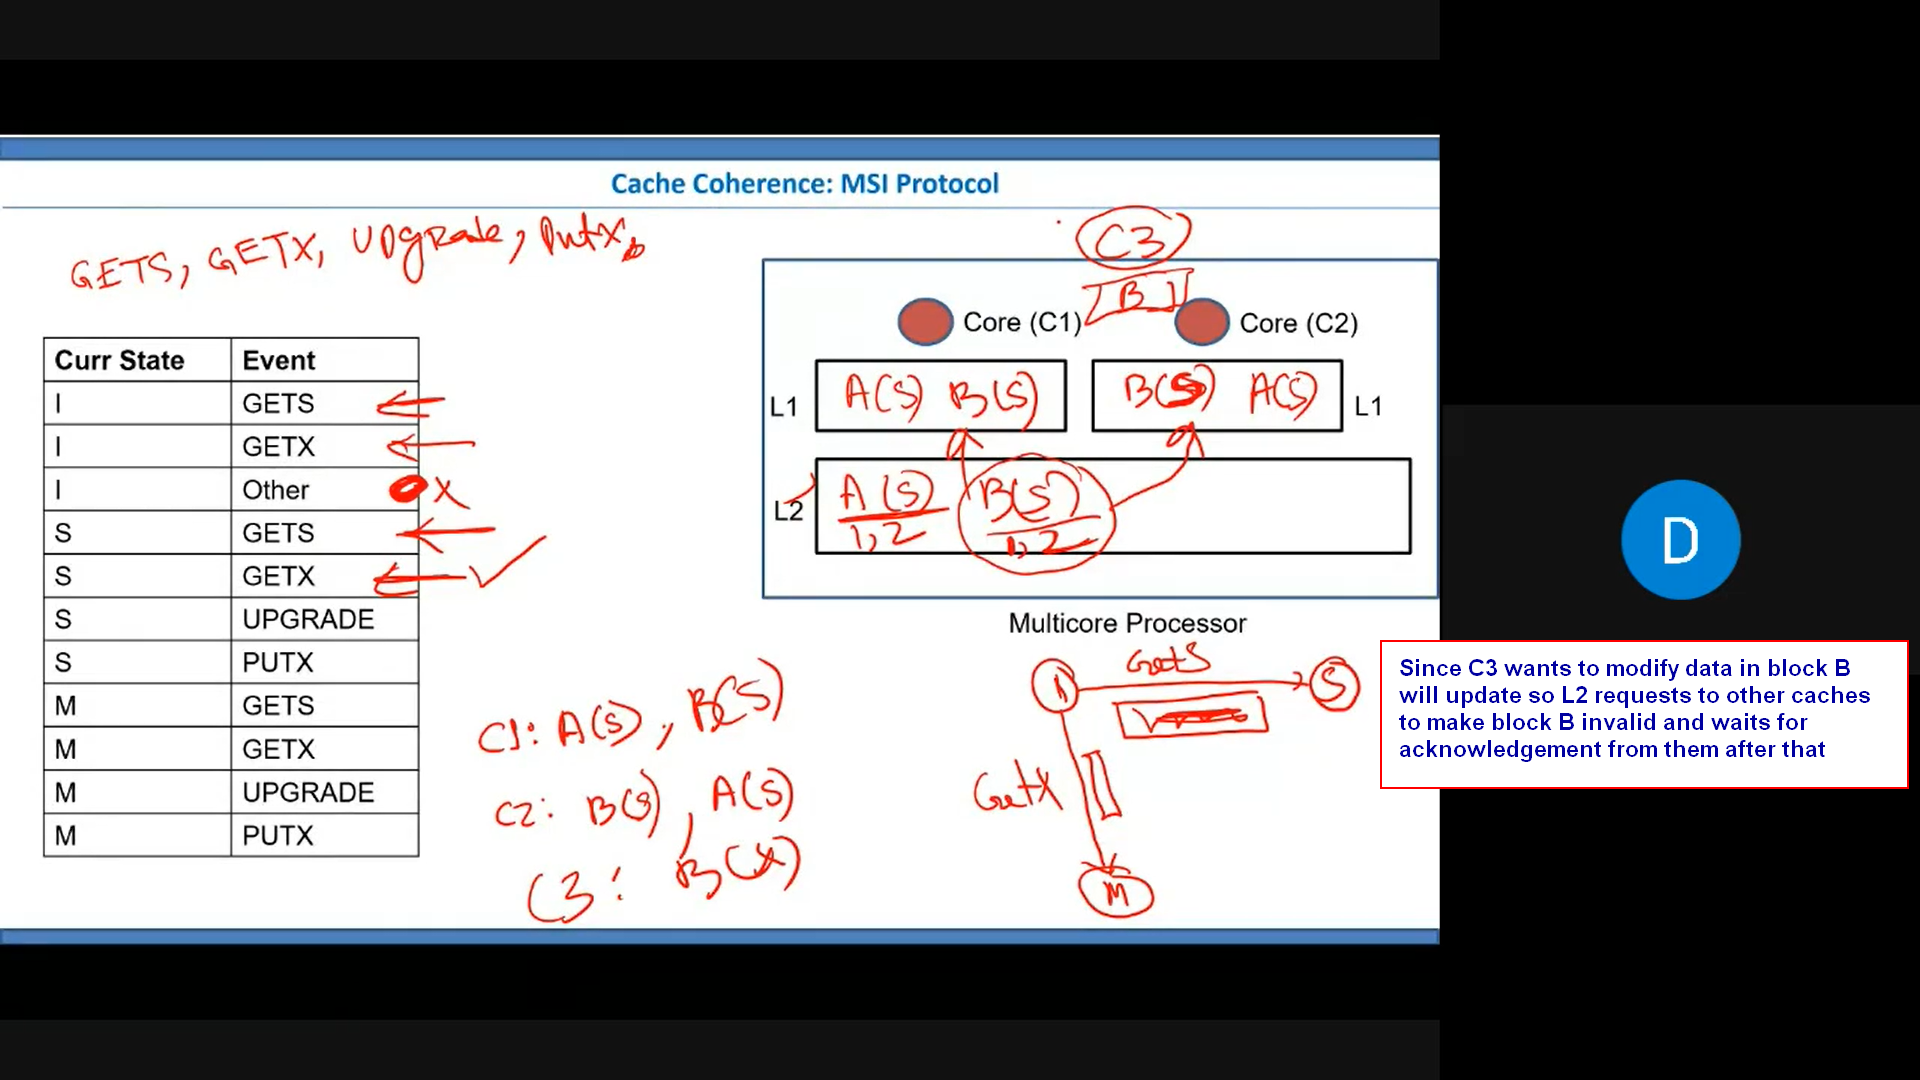 Cache Coherence: MSI Protocol
GETS, GETX, Upgrade, Putx
C3
B
Core (C1)
Core (C2)
Curr State Event
I GETS
I GETX
I Other X
S GETS
S GETX
S UPGRADE
S PUTX
M GETS
M GETX
M UPGRADE
M PUTX
L1 A(S) B(S)
B(S) A(S) L1
L2 A(S) B(S)
1,2 1,2
Multicore Processor
GetS
S
GetX
M
C1: A(S), B(S)
C2: B(S), A(S)
C3: B(X)
D
Since C3 wants to modify data in block B
will update so L2 requests to other caches
to make block B invalid and waits for
acknowledgement from them after that